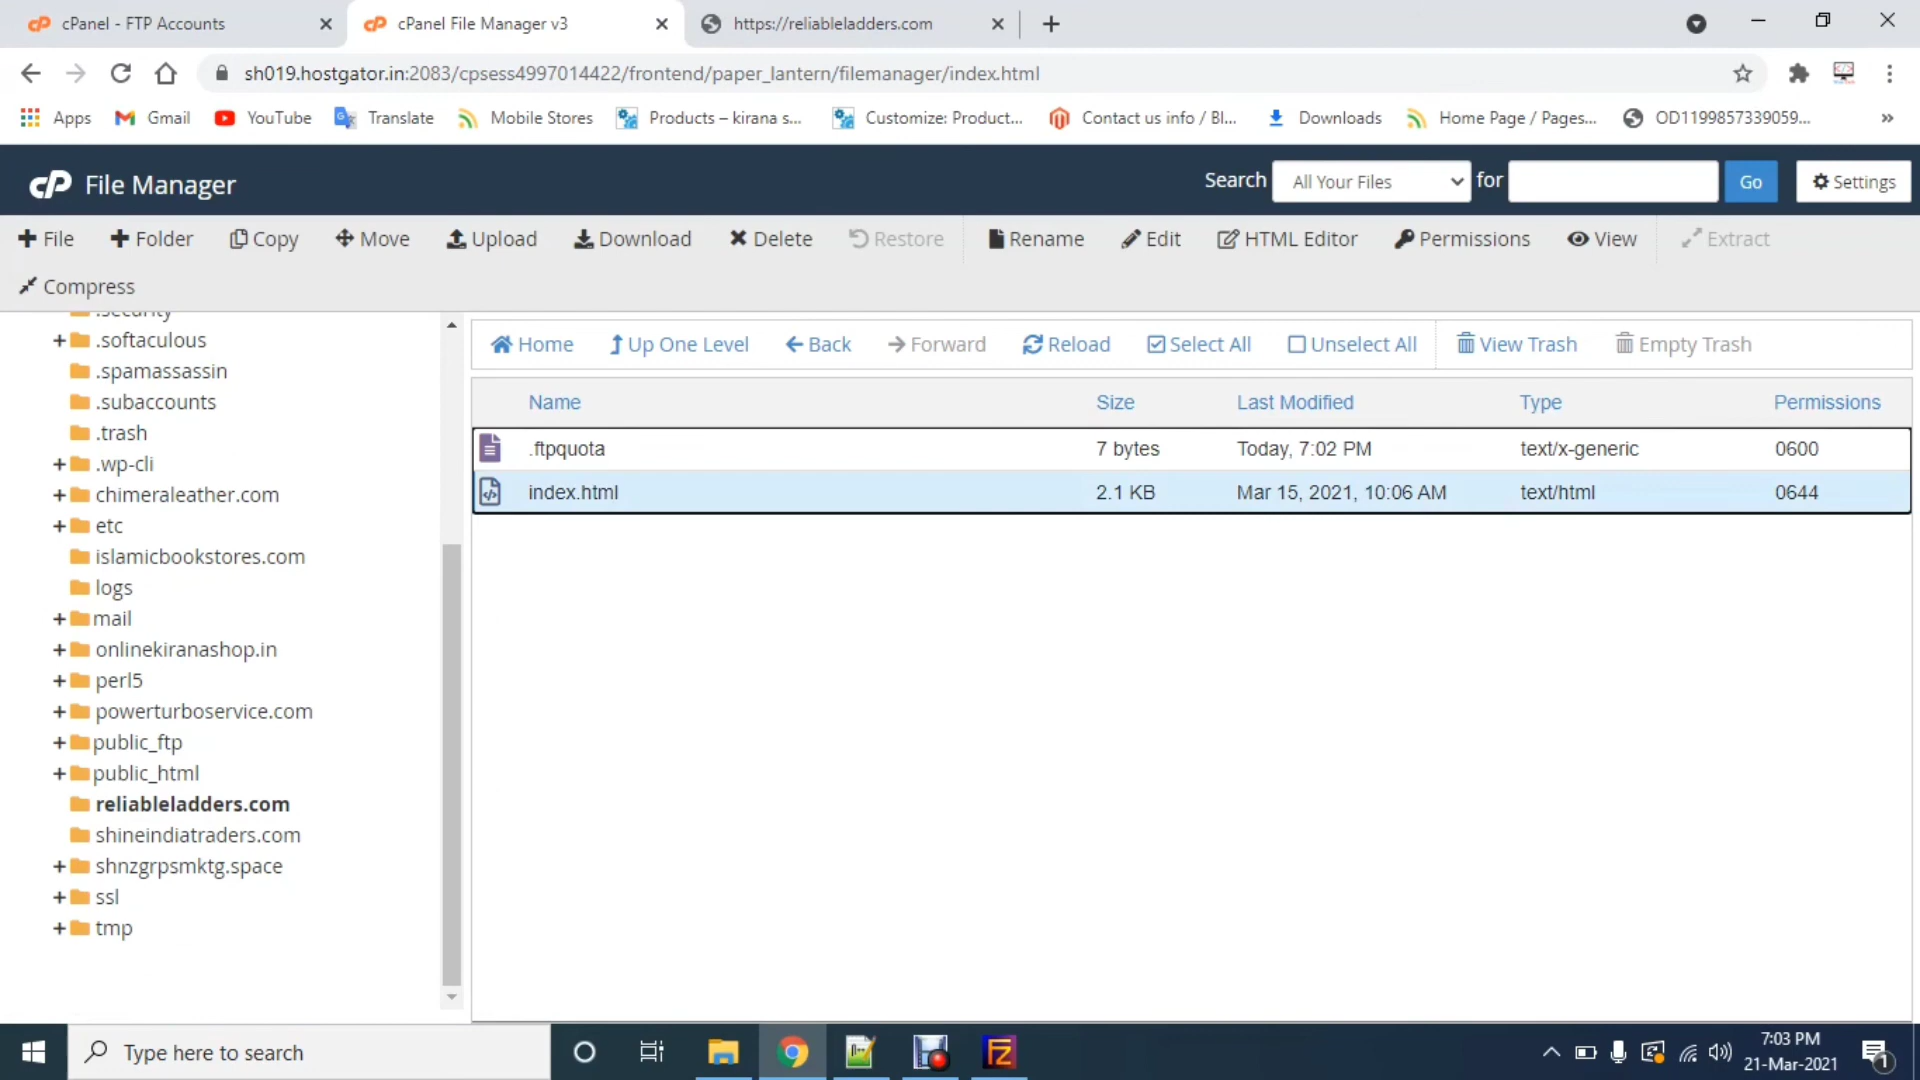 cPanel - FTP Accounts
cPanel File Manager v3
https://reliableladders.com
sh019.hostgator.in:2083/cpsess4997014422/frontend/paper_lantern/filemanager/index.html
Apps Gmail YouTube Translate Mobile Stores Products – kirana s... Customize: Product... Contact us info / Bl... Downloads Home Page / Pages... OD1199857339059... »
cP File Manager
Search All Your Files for Go Settings
File Folder Copy Move Upload Download Delete Restore Rename Edit HTML Editor Permissions View Extract
Compress
Home Up One Level Back Forward Reload Select All Unselect All View Trash Empty Trash
Name Size Last Modified Type Permissions
.ftpquota 7 bytes Today, 7:02 PM text/x-generic 0600
index.html 2.1 KB Mar 15, 2021, 10:06 AM text/html 0644
.security
.softaculous
.spamassassin
.subaccounts
.trash
.wp-cli
chimeraleather.com
etc
islamicbookstores.com
logs
mail
onlinekiranashop.in
perl5
powerturboservice.com
public_ftp
public_html
reliableladders.com
shineindiatraders.com
shnzgrpsmktg.space
ssl
tmp
Type here to search
7:03 PM
21-Mar-2021
1